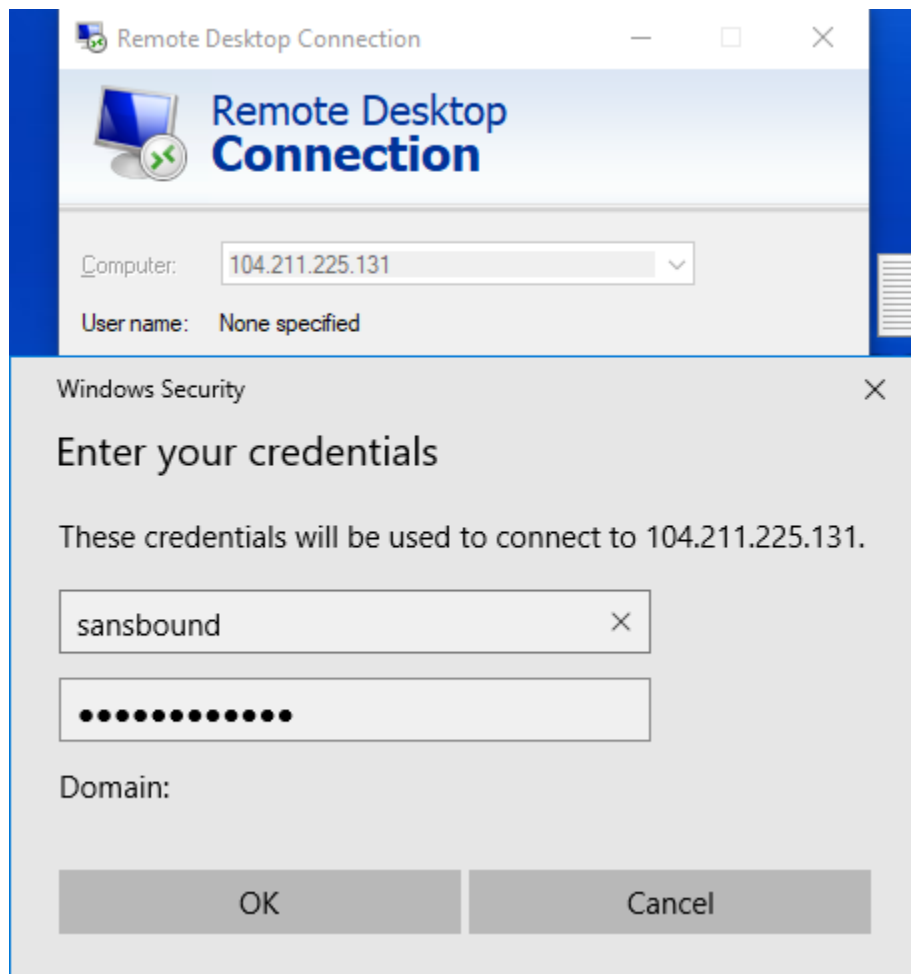 Remote Desktop Connection
Remote Desktop
Connection
Computer: 104.211.225.131
User name: None specified
Windows Security
Enter your credentials
These credentials will be used to connect to 104.211.225.131.
sansbound
●●●●●●●●●●●●
Domain:
OK Cancel